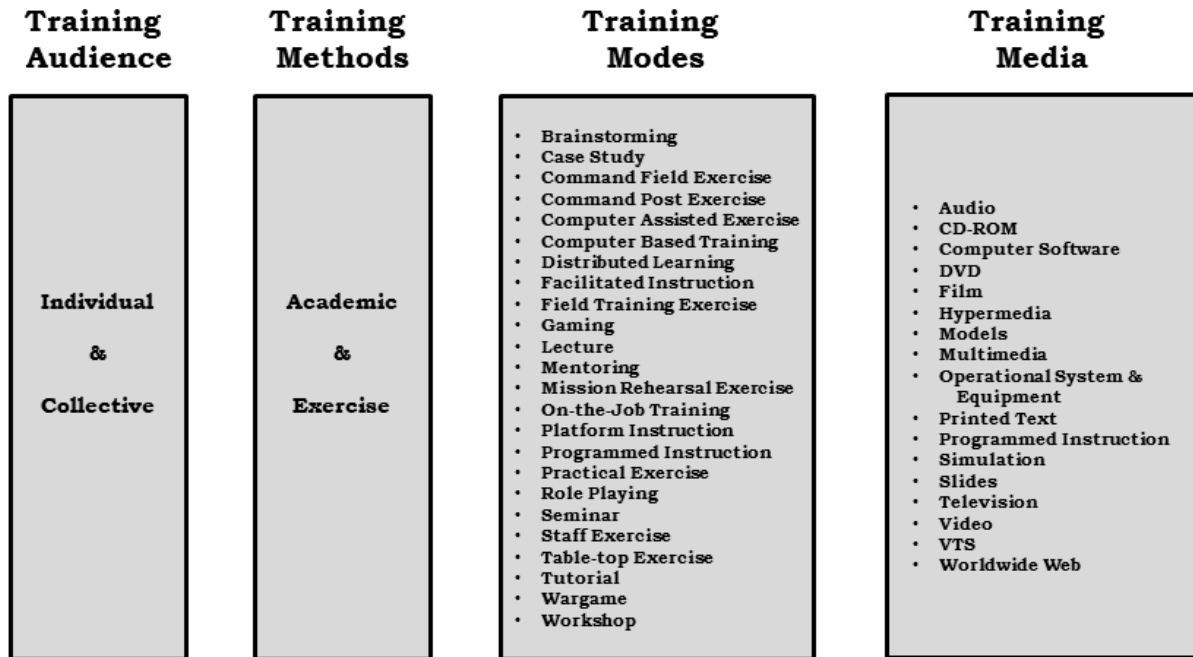 Training
Audience
Training
Methods
Training
Modes
Training
Media
Individual
&
Collective
Academic
&
Exercise
• Brainstorming
• Case Study
• Command Field Exercise
• Command Post Exercise
• Computer Assisted Exercise
• Computer Based Training
• Distributed Learning
• Facilitated Instruction
• Field Training Exercise
• Gaming
• Lecture
• Mentoring
• Mission Rehearsal Exercise
• On-the-Job Training
• Platform Instruction
• Programmed Instruction
• Practical Exercise
• Role Playing
• Seminar
• Staff Exercise
• Table-top Exercise
• Tutorial
• Wargame
• Workshop
• Audio
• CD-ROM
• Computer Software
• DVD
• Film
• Hypermedia
• Models
• Multimedia
• Operational System &
Equipment
• Printed Text
• Programmed Instruction
• Simulation
• Slides
• Television
• Video
• VTS
• Worldwide Web